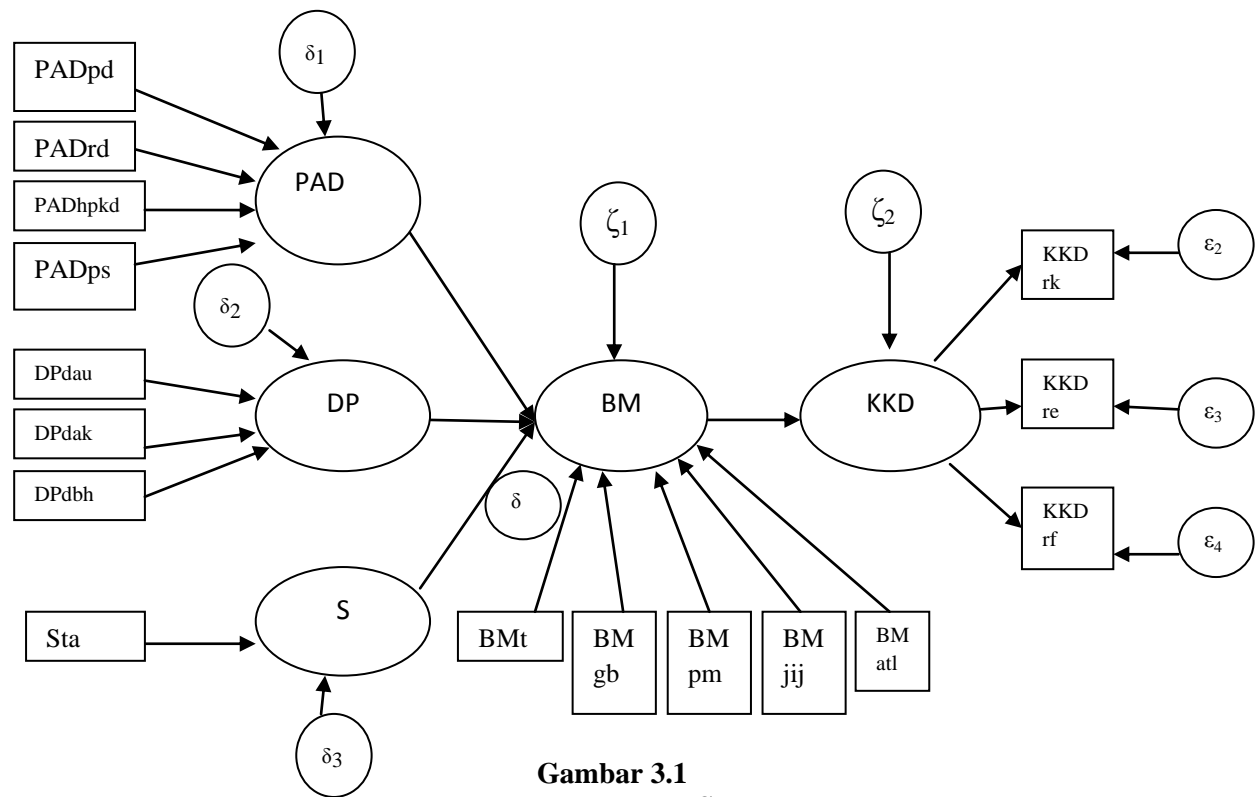 δ1
PADpd
PADrd
PADhpkd
PADps
PAD
δ2
DPdau
DPdak
DPdbh
DP
Sta
S
δ3
ζ1
BM
δ
BMt
BM
gb
BM
pm
BM
jij
BM
atl
ζ2
KKD
KKD
rk
ε2
KKD
re
ε3
KKD
rf
ε4
Gambar 3.1